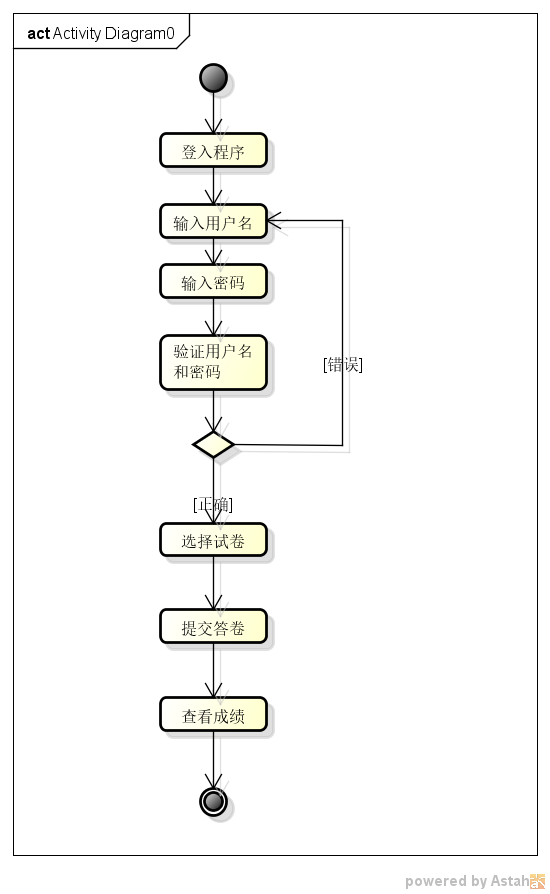 act Activity Diagram0
登入程序
输入用户名
输入密码
验证用户名
和密码
[错误]
[正确]
选择试卷
提交答卷
查看成绩
powered by Astah